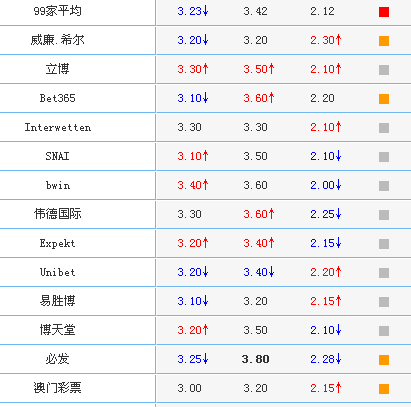 99家平均 3.23↓ 3.42 2.12
威廉.希尔 3.20↓ 3.20 2.30↑
立博 3.30↑ 3.50↑ 2.10↑
Bet365 3.10↓ 3.60↑ 2.20
Interwetten 3.30 3.30 2.10↑
SNAI 3.10↑ 3.50 2.10↓
bwin 3.40↑ 3.60 2.00↓
伟德国际 3.30 3.60↑ 2.25↓
Expekt 3.20↑ 3.40↑ 2.15↓
Unibet 3.20↓ 3.40↓ 2.20↑
易胜博 3.10↓ 3.20 2.15↑
博天堂 3.20↑ 3.50 2.10↓
必发 3.25↓ 3.80 2.28↓
澳门彩票 3.00 3.20 2.15↑